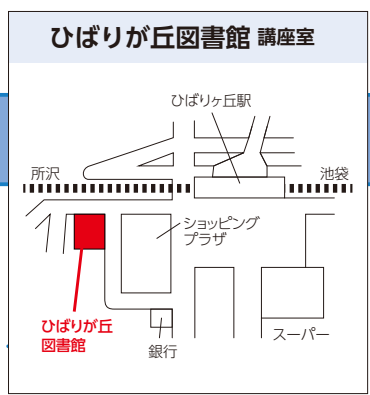 ひばりが丘図書館 講座室
ひばりヶ丘駅
所沢
池袋
ショッピング
プラザ
ひばりが丘
図書館
銀行
スーパー